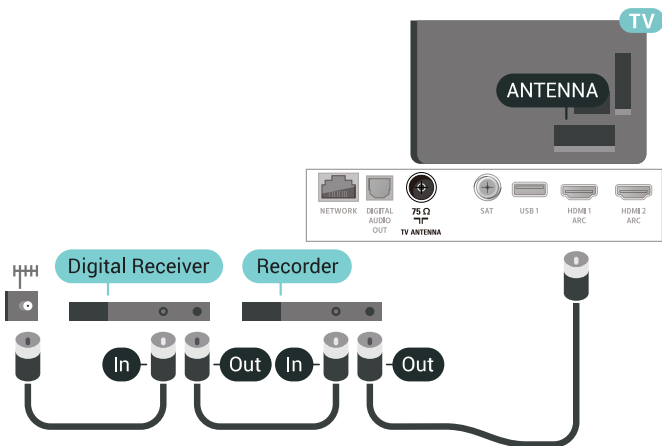 TV
ANTENNA
NETWORK
DIGITAL
AUDIO
OUT
75 Ω
TV ANTENNA
SAT
USB 1
HDMI 1
ARC
HDMI 2
ARC
Digital Receiver
Recorder
In
Out
In
Out